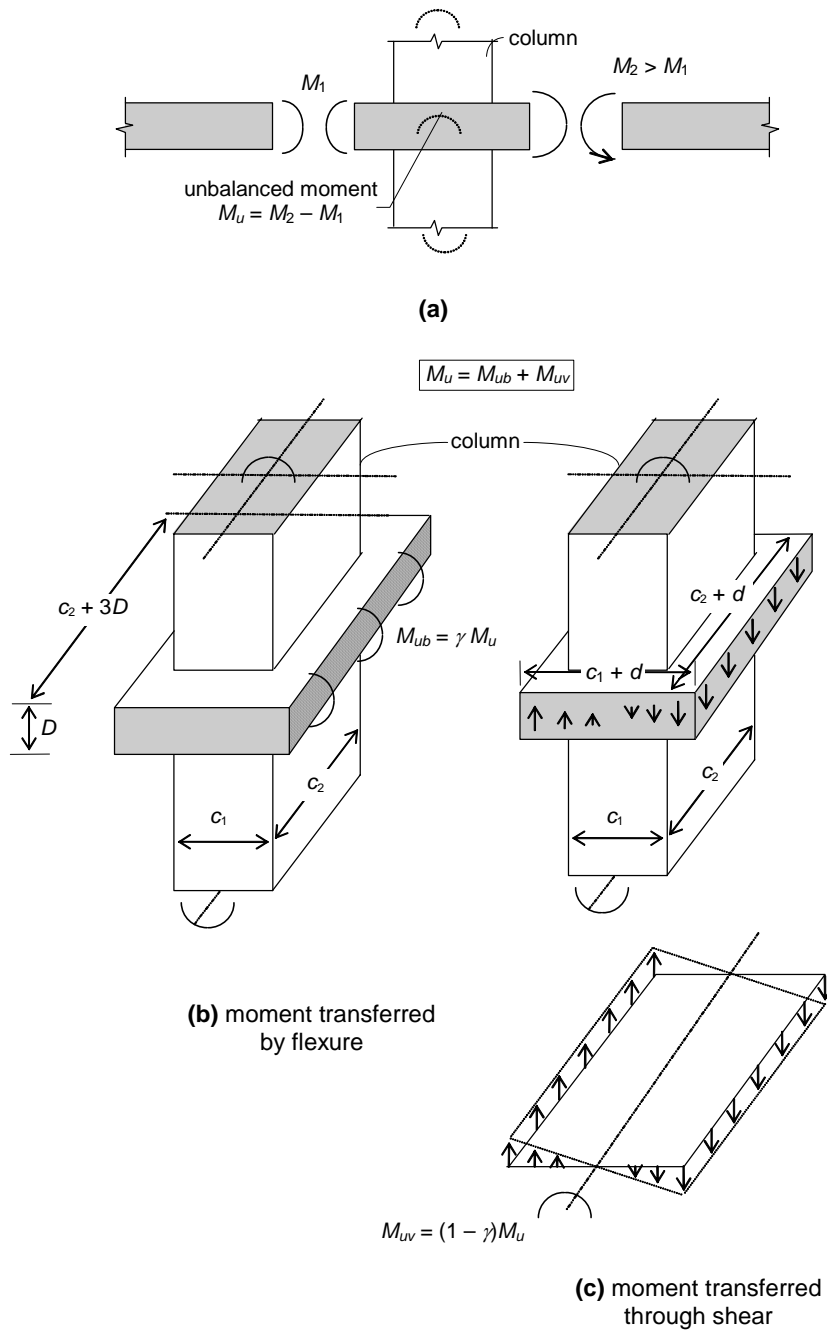 column
M₁
M₂ > M₁
unbalanced moment
Mᵤ = M₂ − M₁
(a)
Mᵤ = Mᵤb + Mᵤᵥ
column
c₂ + 3D
D
Mᵤb = γ Mᵤ
c₂
c₁
c₂ + d
c₁ + d
c₂
c₁
(b) moment transferred
by flexure
Mᵤᵥ = (1 − γ)Mᵤ
(c) moment transferred
through shear